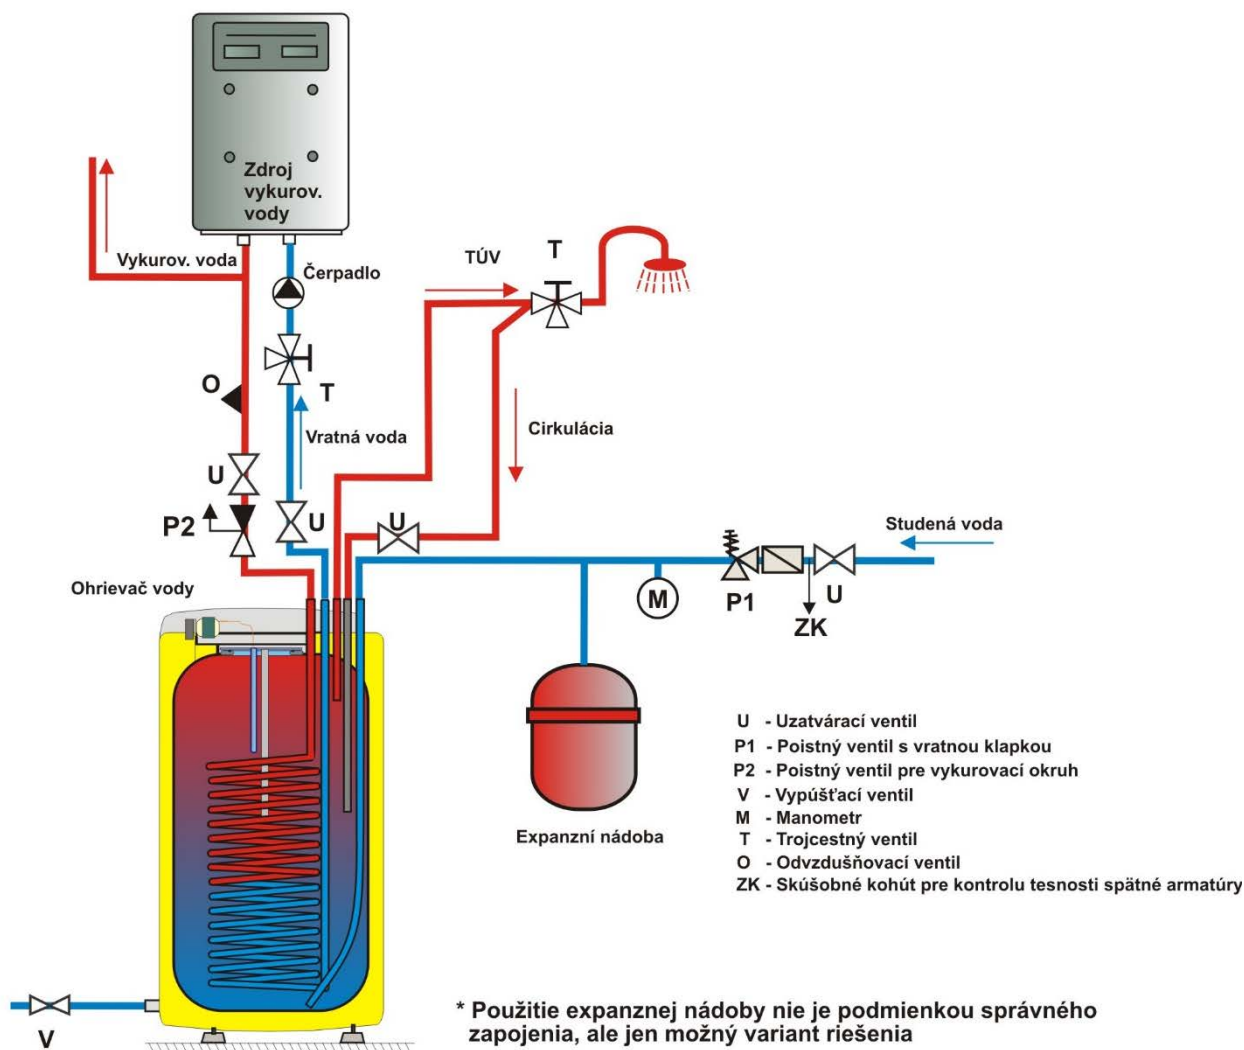 Zdroj
vykurov.
vody
Vykurov. voda
Čerpadlo
TÚV
T
O
T
Vratná voda
Cirkulácia
U
P2
U
U
Studená voda
Ohrievač vody
M
P1
U
ZK
Expanzní nádoba
U - Uzatvárací ventil
P1 - Poistný ventil s vratnou klapkou
P2 - Poistný ventil pre vykurovací okruh
V - Vypúšťací ventil
M - Manometr
T - Trojcestný ventil
O - Odvzdušňovací ventil
ZK - Skúšobné kohút pre kontrolu tesnosti spätné armatúry
V
* Použitie expanznej nádoby nie je podmienkou správného
zapojenia, ale jen možný variant riešenia